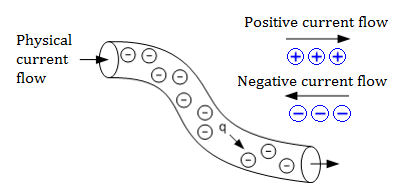 Physical
current
flow
Positive current flow
Negative current flow
q